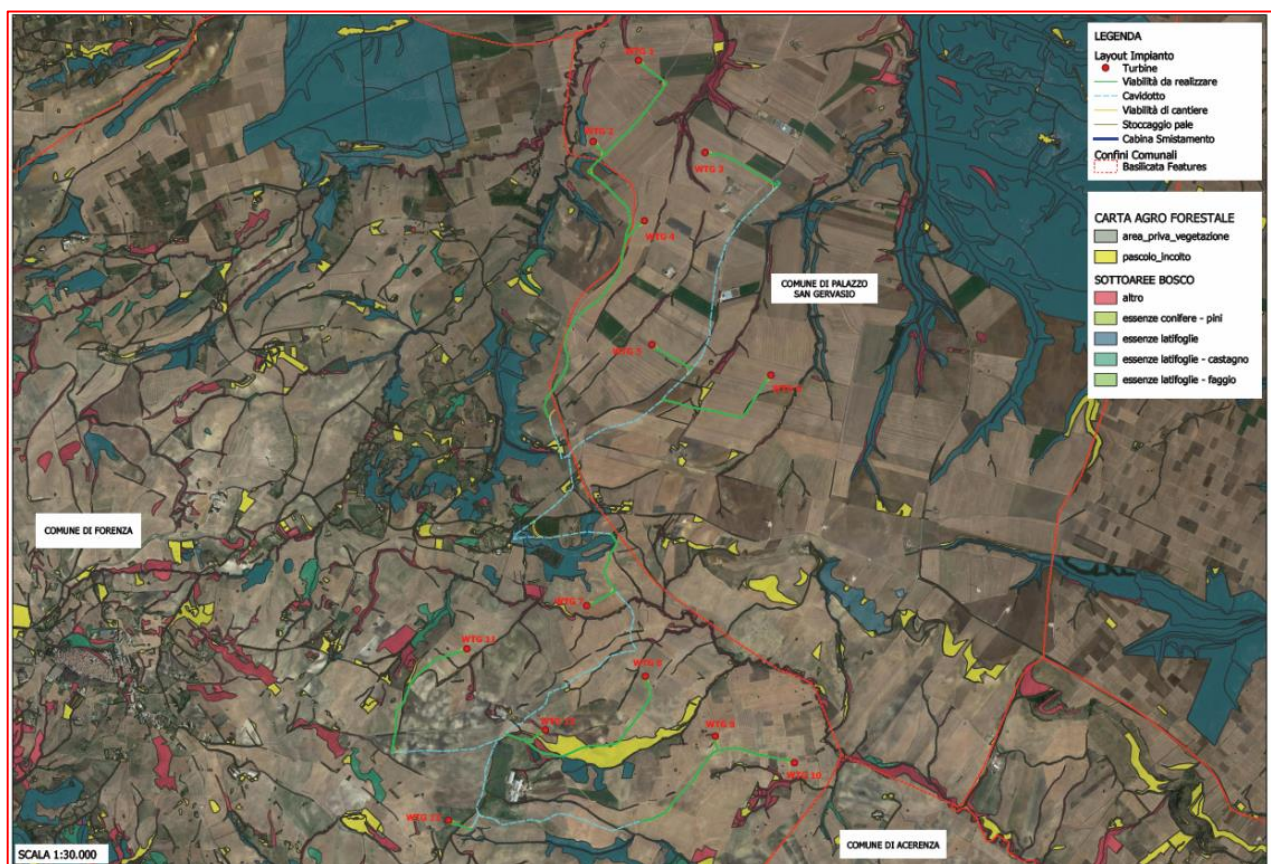 LEGENDA
Layout Impianto
Turbine
Viabilità da realizzare
Cavidotto
Viabilità di cantiere
Stoccaggio pale
Cabina Smistamento
Confini Comunali
Basilicata Features
CARTA AGRO FORESTALE
area_priva_vegetazione
pascolo_incolto
SOTTOAREE BOSCO
altro
essenze conifere - pini
essenze latifoglie
essenze latifoglie - castagno
essenze latifoglie - faggio
WTG 1
WTG 2
WTG 3
WTG 4
COMUNE DI PALAZZO
SAN GERVASIO
WTG 5
COMUNE DI FORENZA
WTG 7
WTG 8
WTG 9
WTG 10
COMUNE DI ACERENZA
SCALA 1:30.000